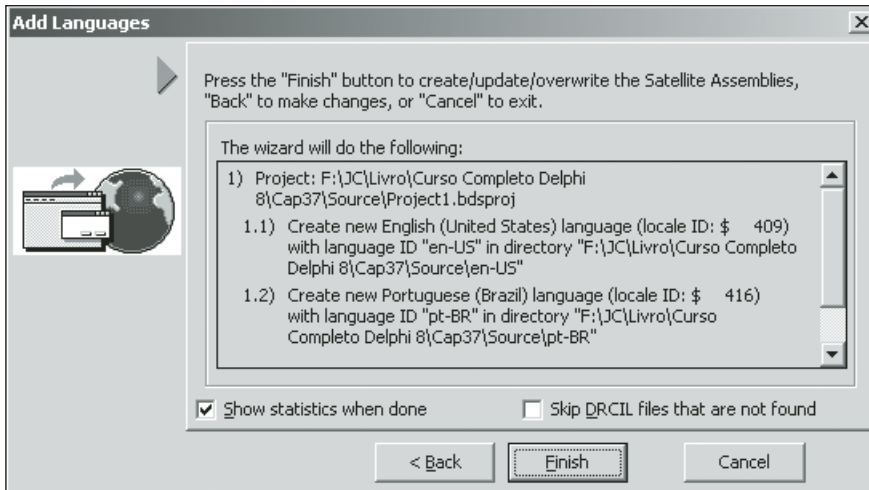 Add Languages
Press the "Finish" button to create/update/overwrite the Satellite Assemblies,
"Back" to make changes, or "Cancel" to exit.
The wizard will do the following:
1) Project: F:\JC\Livro\Curso Completo Delphi
8\Cap37\Source\Project1.bdsproj
1.1) Create new English (United States) language (locale ID: $ 409)
with language ID "en-US" in directory "F:\JC\Livro\Curso Completo
Delphi 8\Cap37\Source\en-US"
1.2) Create new Portuguese (Brazil) language (locale ID: $ 416)
with language ID "pt-BR" in directory "F:\JC\Livro\Curso
Completo Delphi 8\Cap37\Source\pt-BR"
Show statistics when done
Skip DRCIL files that are not found
< Back
Finish
Cancel